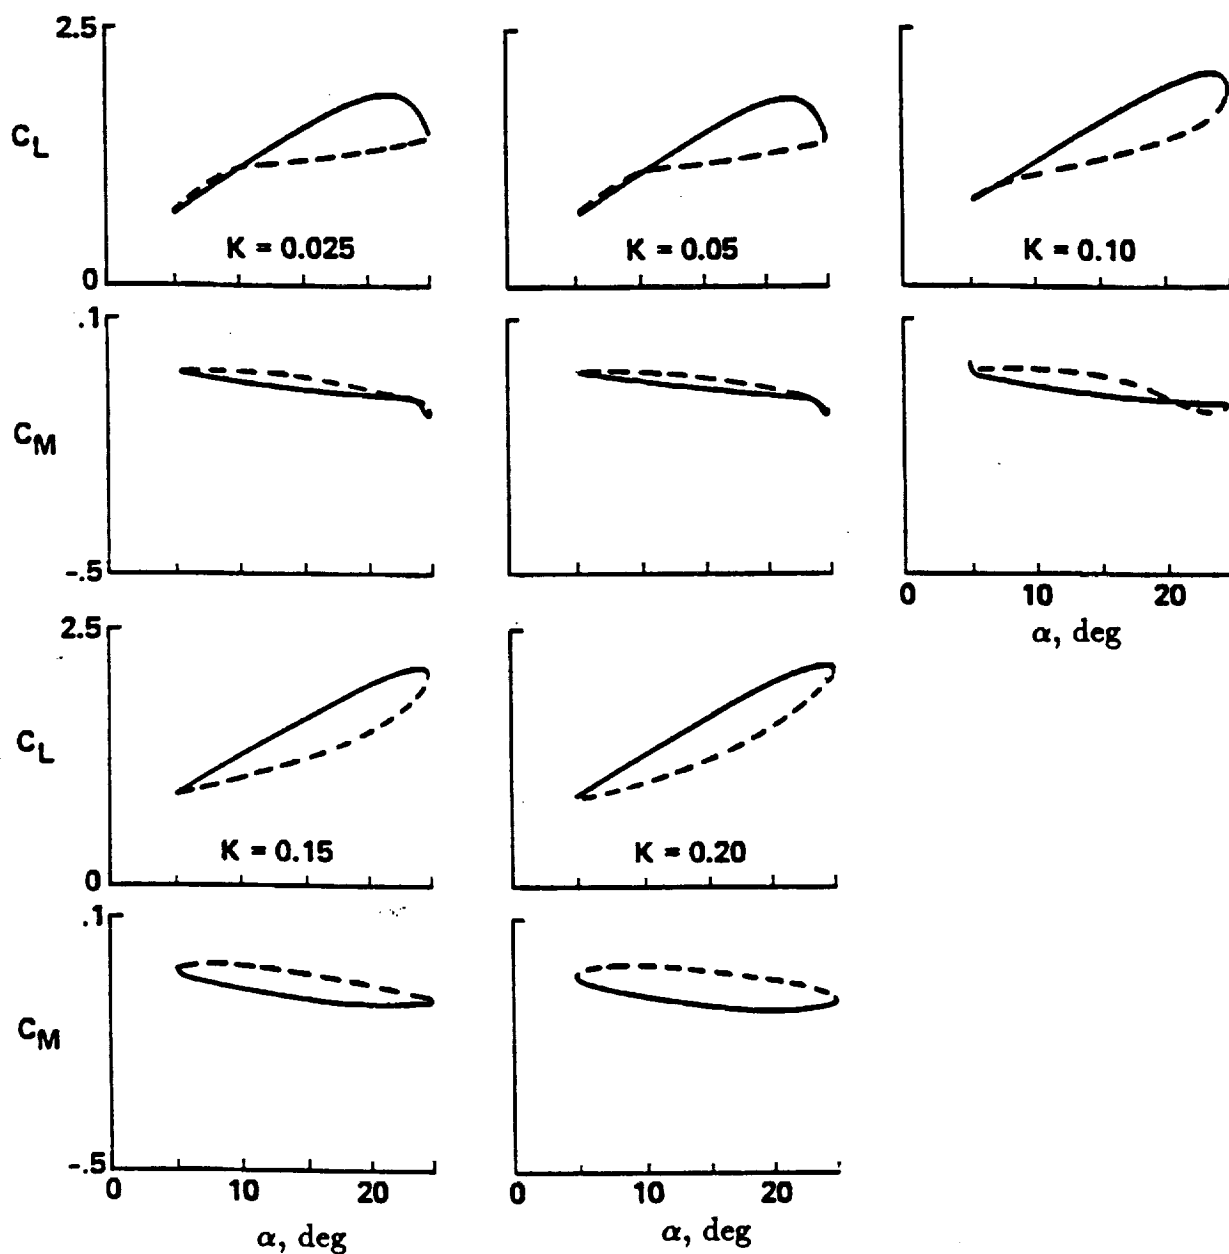 2.5
C_L
K = 0.025
K = 0.05
K = 0.10
0
.1
C_M
-.5
0 10 20
α, deg
2.5
C_L
K = 0.15
K = 0.20
0
.1
C_M
-.5
0 10 20
0 10 20
α, deg
α, deg